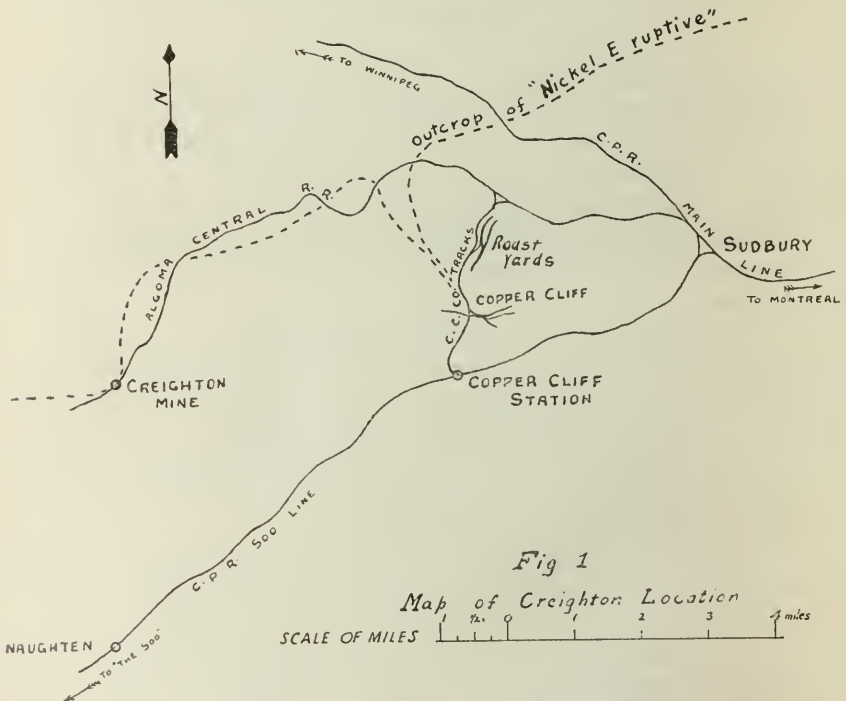 N
TO WINNIPEG
Outcrop of "Nickel Eruptive"
C.P.R. MAIN LINE
SUDBURY
TO MONTREAL
ALGOMA CENTRAL R. R.
C. C. CO. TRACKS
Roast
Yards
COPPER CLIFF
CREIGHTON
MINE
COPPER CLIFF
STATION
C.P.R. SOO LINE
NAUGHTEN
TO "THE SOO"
Fig 1
Map of Creighton Location
SCALE OF MILES 1 1/2 0 1 2 3 4 miles